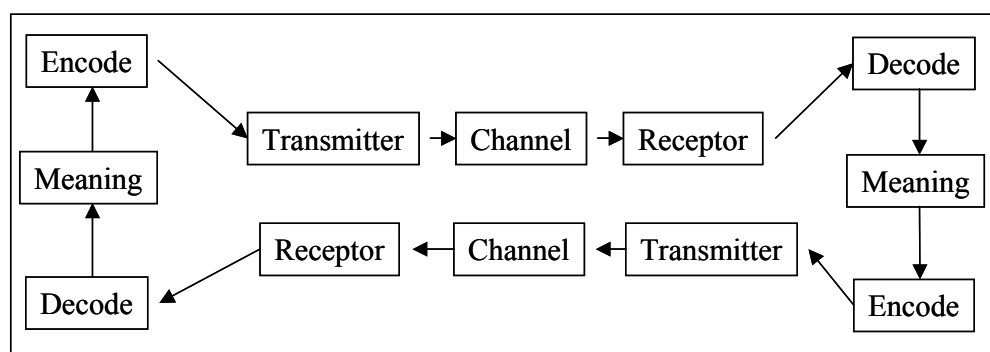 Encode
Decode
Transmitter
Channel
Receptor
Meaning
Meaning
Receptor
Channel
Transmitter
Decode
Encode